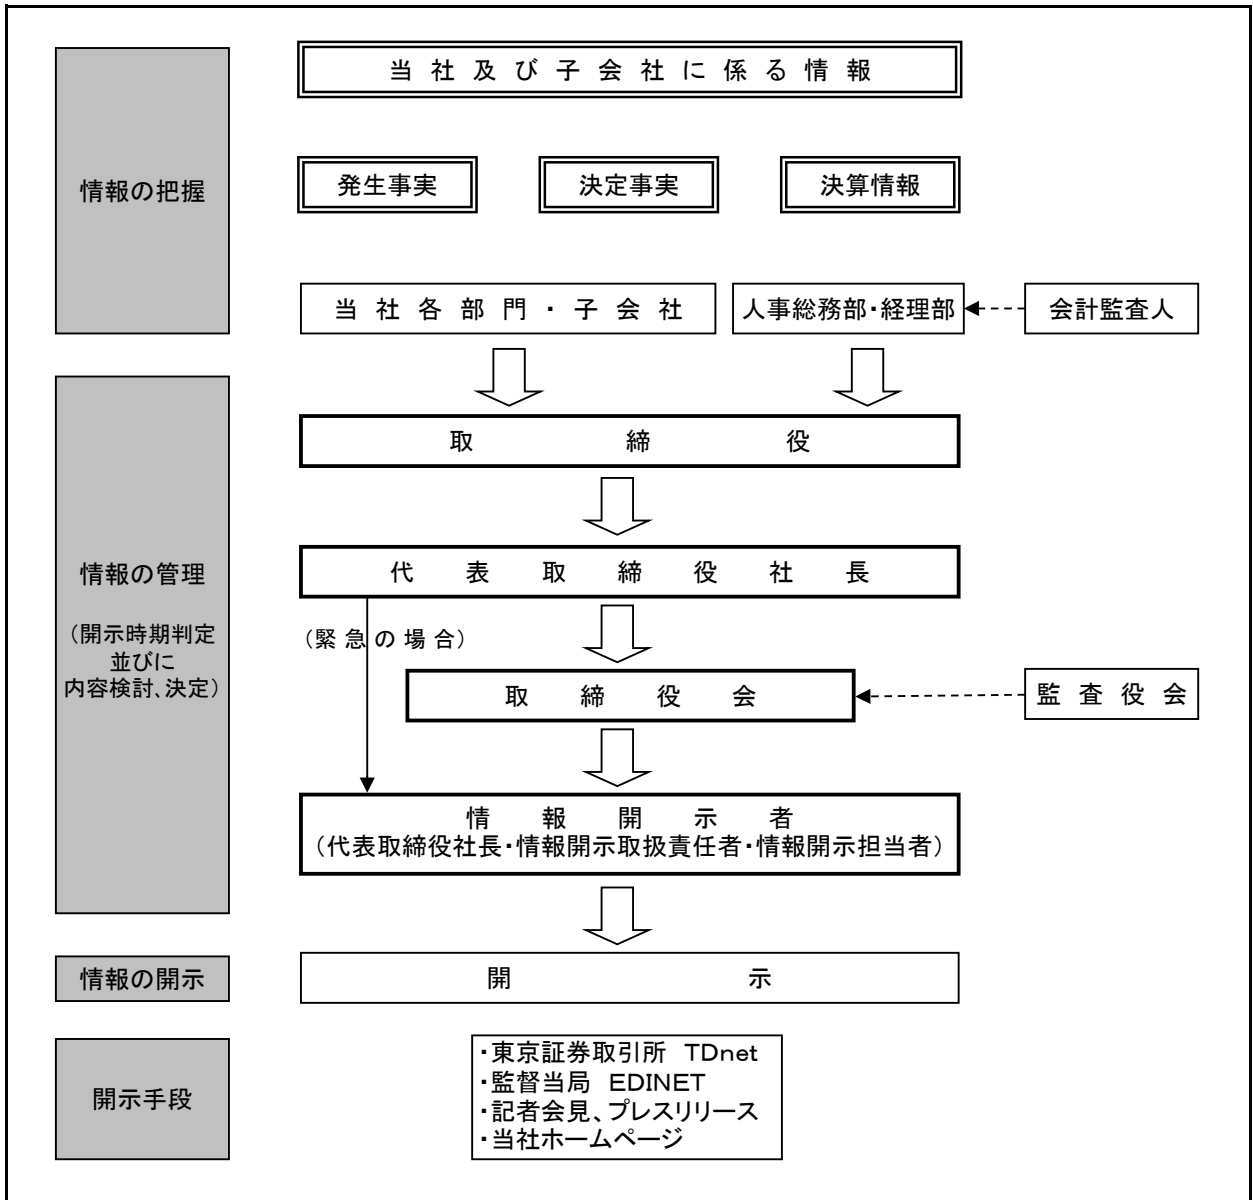 当社及び子会社に係る情報
情報の把握
発生事実
決定事実
決算情報
当社各部門・子会社
人事総務部・経理部
会計監査人
取締役
代表取締役社長
情報の管理
（開示時期判定
並びに
内容検討、決定）
（緊急の場合）
取締役会
監査役会
情報開示者
（代表取締役社長・情報開示取扱責任者・情報開示担当者）
情報の開示
開示
開示手段
・東京証券取引所　TDnet
・監督当局　EDINET
・記者会見、プレスリリース
・当社ホームページ